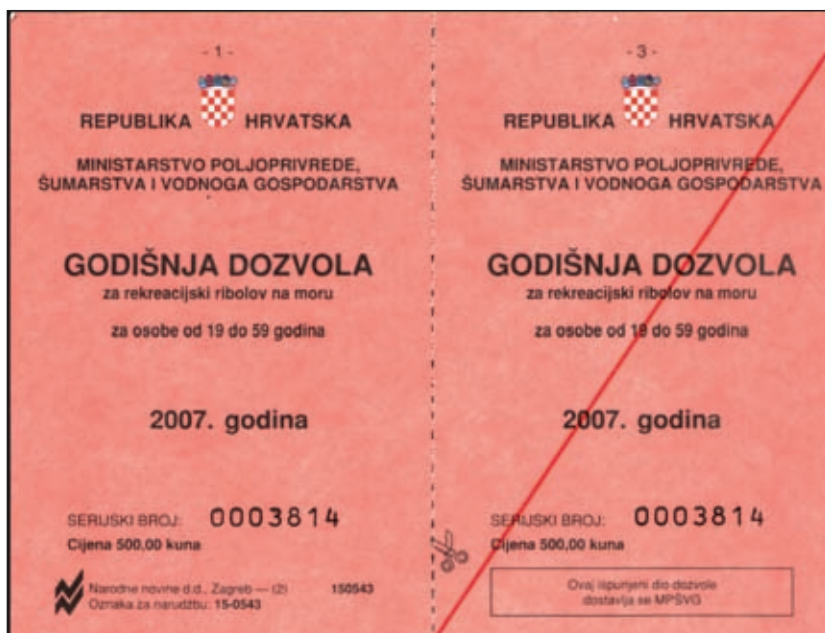 - 1 -
REPUBLIKA HRVATSKA
MINISTARSTVO POLJOPRIVREDE,
ŠUMARSTVA I VODNOGA GOSPODARSTVA
GODIŠNJA DOZVOLA
za rekreacijski ribolov na moru
za osobe od 19 do 59 godina
2007. godina
SERIJSKI BROJ: 0003814
Cijena 500,00 kuna
Narodne novine d.d., Zagreb — (2) 150543
Oznaka za narudžbu: 15-0543
- 3 -
REPUBLIKA HRVATSKA
MINISTARSTVO POLJOPRIVREDE,
ŠUMARSTVA I VODNOGA GOSPODARSTVA
GODIŠNJA DOZVOLA
za rekreacijski ribolov na moru
za osobe od 19 do 59 godina
2007. godina
SERIJSKI BROJ: 0003814
Cijena 500,00 kuna
Ovaj ispunjeni dio dozvole
dostavlja se MPŠVG